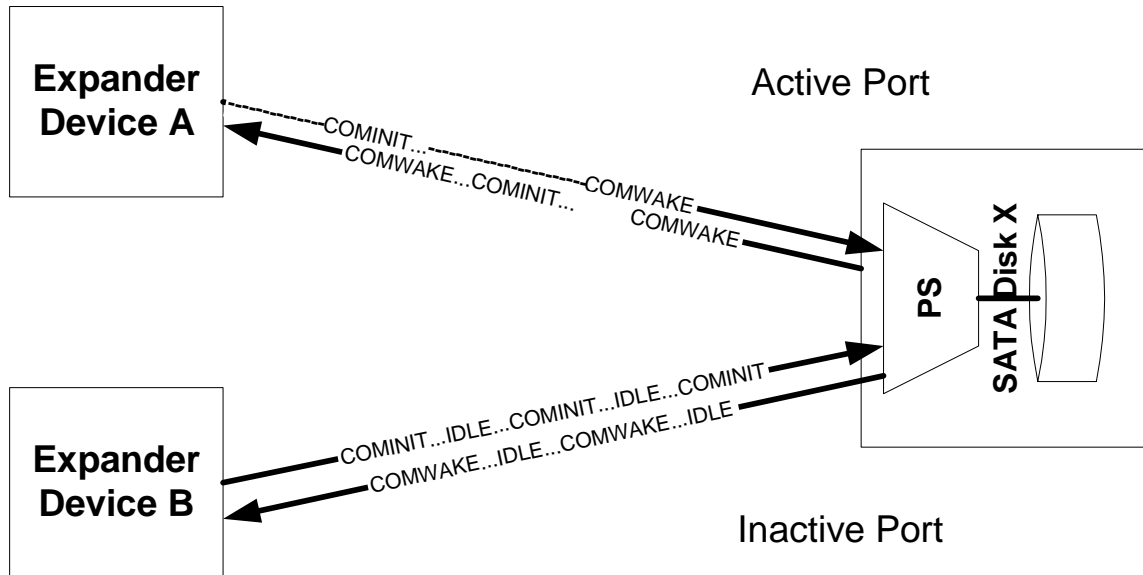 Expander
Device A
Active Port
COMINIT...
COMWAKE
COMWAKE...COMINIT...
COMWAKE
PS
SATA Disk X
COMINIT...IDLE...COMINIT...IDLE...COMINIT
COMWAKE...IDLE...COMWAKE...IDLE
Expander
Device B
Inactive Port